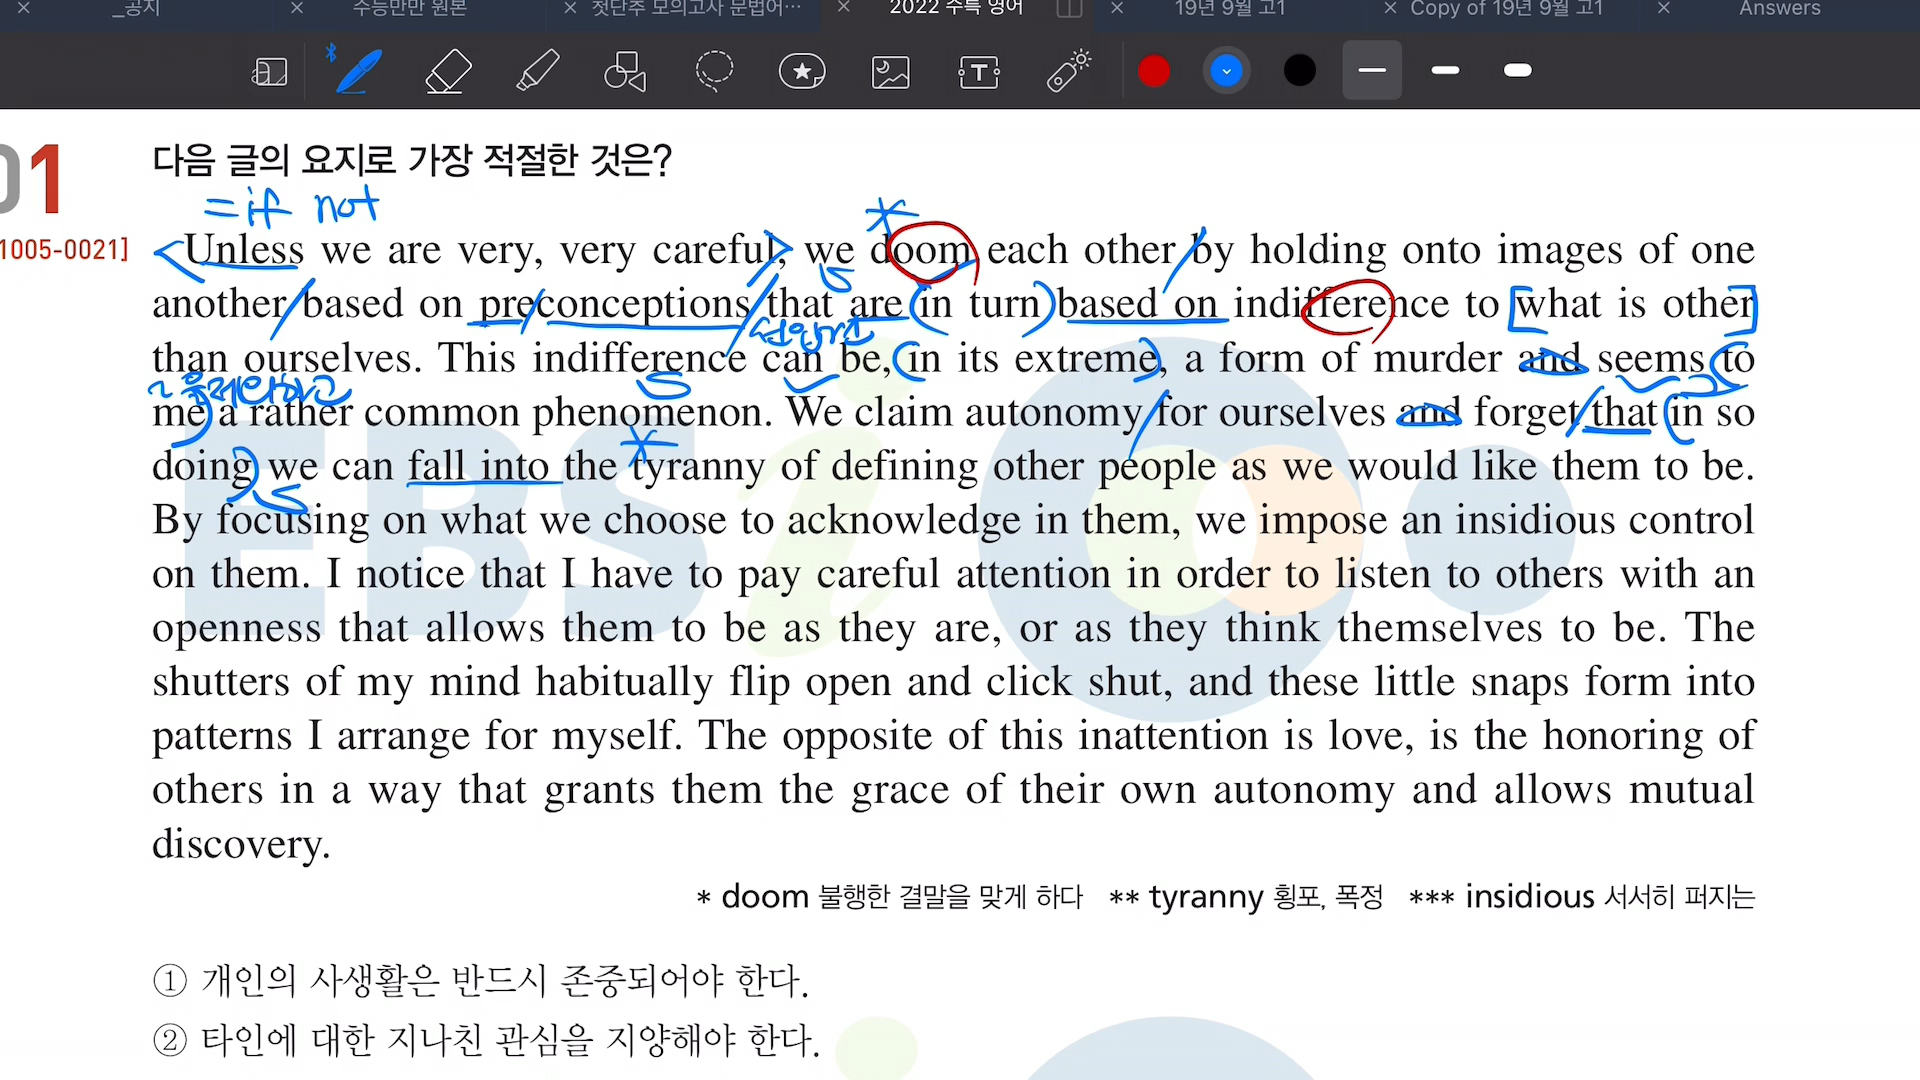 _공지
수능만만 원본
첫단추 모의고사 문법어…
2022 수특 영어
19년 9월 고1
Copy of 19년 9월 고1
Answers
01
다음 글의 요지로 가장 적절한 것은?
= if not
1005-0021]
Unless we are very, very careful, we doom each other by holding onto images of one
another based on preconceptions that are in turn based on indifference to what is other
선입견
than ourselves. This indifference can be, in its extreme, a form of murder and seems to
me a rather common phenomenon. We claim autonomy for ourselves and forget that in so
doing we can fall into the tyranny of defining other people as we would like them to be.
By focusing on what we choose to acknowledge in them, we impose an insidious control
on them. I notice that I have to pay careful attention in order to listen to others with an
openness that allows them to be as they are, or as they think themselves to be. The
shutters of my mind habitually flip open and click shut, and these little snaps form into
patterns I arrange for myself. The opposite of this inattention is love, is the honoring of
others in a way that grants them the grace of their own autonomy and allows mutual
discovery.
* doom 불행한 결말을 맞게 하다 ** tyranny 횡포, 폭정 *** insidious 서서히 퍼지는
① 개인의 사생활은 반드시 존중되어야 한다.
② 타인에 대한 지나친 관심을 지양해야 한다.